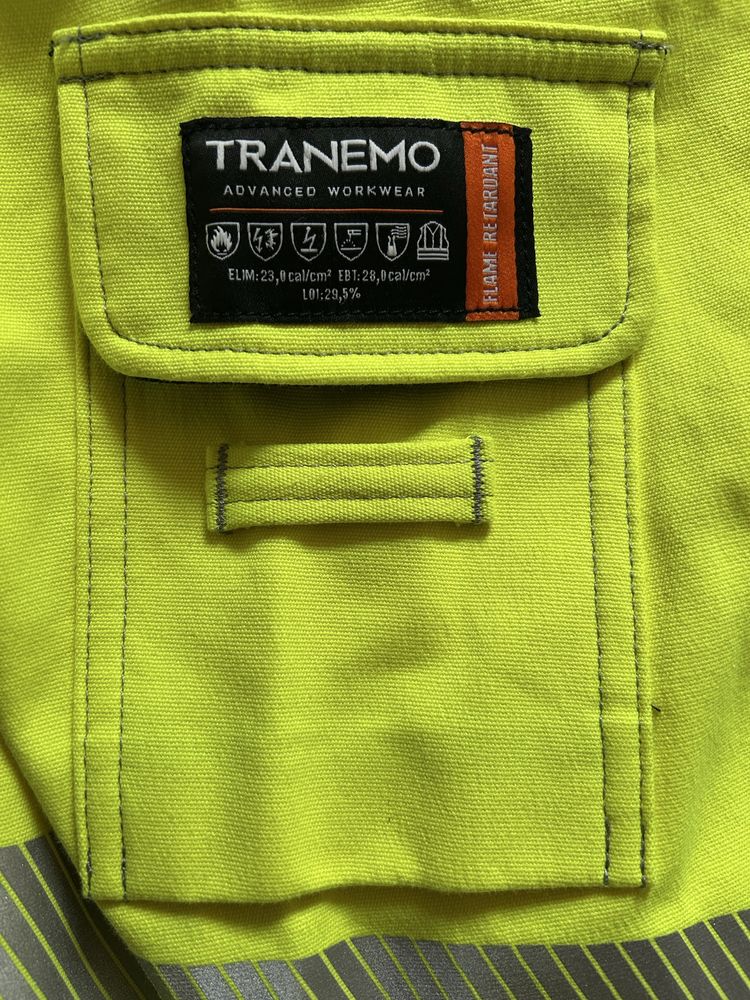 TRANEMO
ADVANCED WORKWEAR
ELIM:23,0cal/cm² EBT:28,0cal/cm²
LOI:29,5%
FLAME RETARDANT